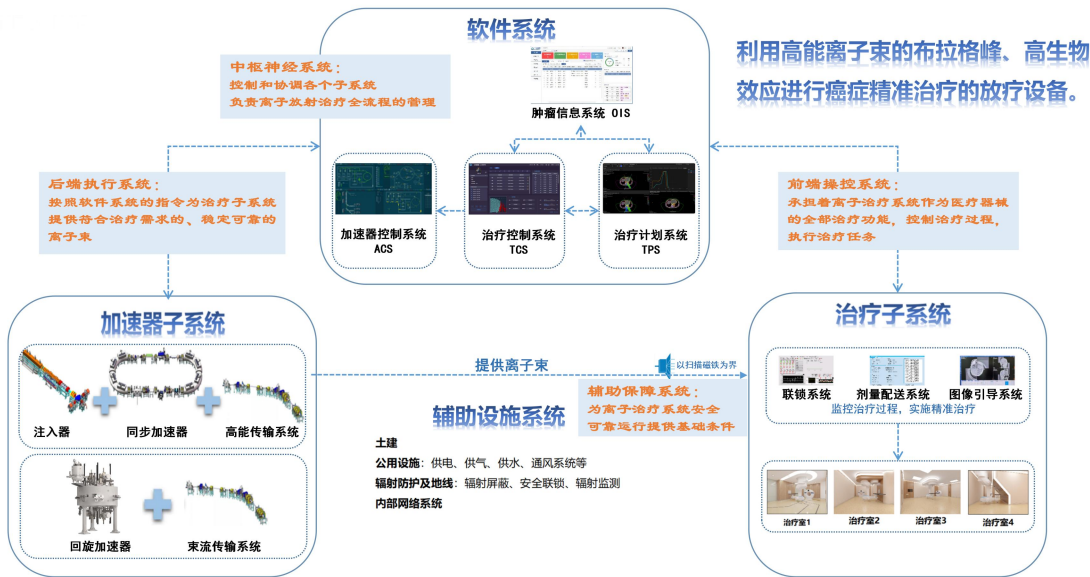 软件系统
利用高能离子束的布拉格峰、高生物
效应进行癌症精准治疗的放疗设备。
中枢神经系统：
控制和协调各个子系统
负责离子放射治疗全流程的管理
肿瘤信息系统 OIS
后端执行系统：
按照软件系统的指令为治疗子系统
提供符合治疗需求的、稳定可靠的
离子束
前端操控系统：
承担着离子治疗系统作为医疗器械
的全部治疗功能，控制治疗过程，
执行治疗任务
加速器控制系统
ACS
治疗控制系统
TCS
治疗计划系统
TPS
加速器子系统
注入器
同步加速器
高能传输系统
回旋加速器
束流传输系统
提供离子束
以扫描磁铁为界
辅助设施系统
辅助保障系统：
为离子治疗系统安全
可靠运行提供基础条件
土建
公用设施：供电、供气、供水、通风系统等
辐射防护及地线：辐射屏蔽、安全联锁、辐射监测
内部网络系统
治疗子系统
联锁系统
剂量配送系统
图像引导系统
监控治疗过程，实施精准治疗
治疗室1
治疗室2
治疗室3
治疗室4